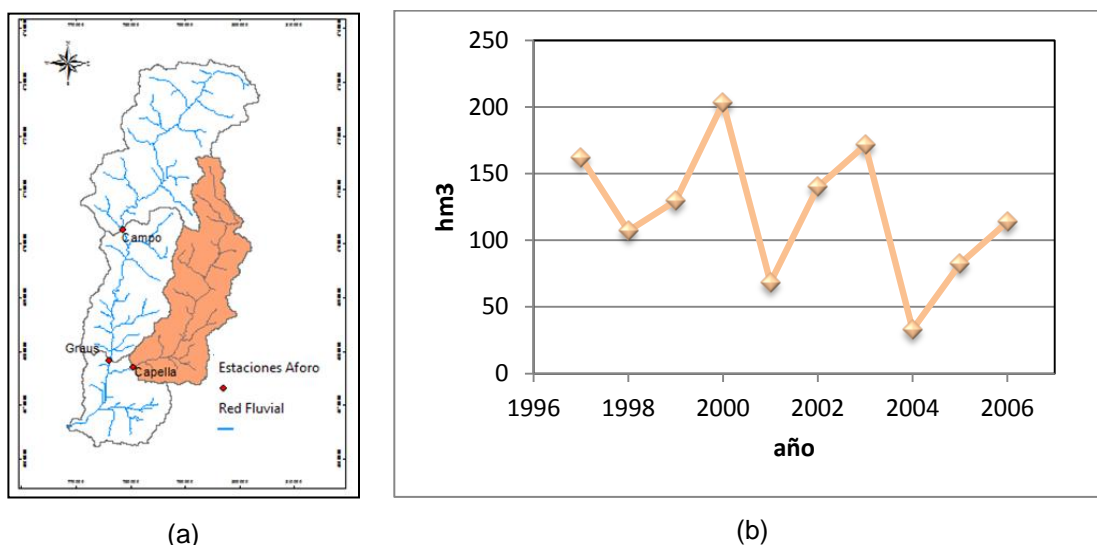 Campo
Graus
Capella
Estaciones Aforo
Red Fluvial
(a)
250
200
150
100
50
0
hm3
1996 1998 2000 2002 2004 2006
año
(b)